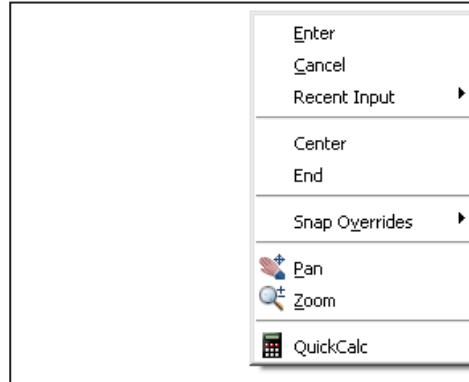 Enter
Cancel
Recent Input
Center
End
Snap Overrides
Pan
Zoom
QuickCalc